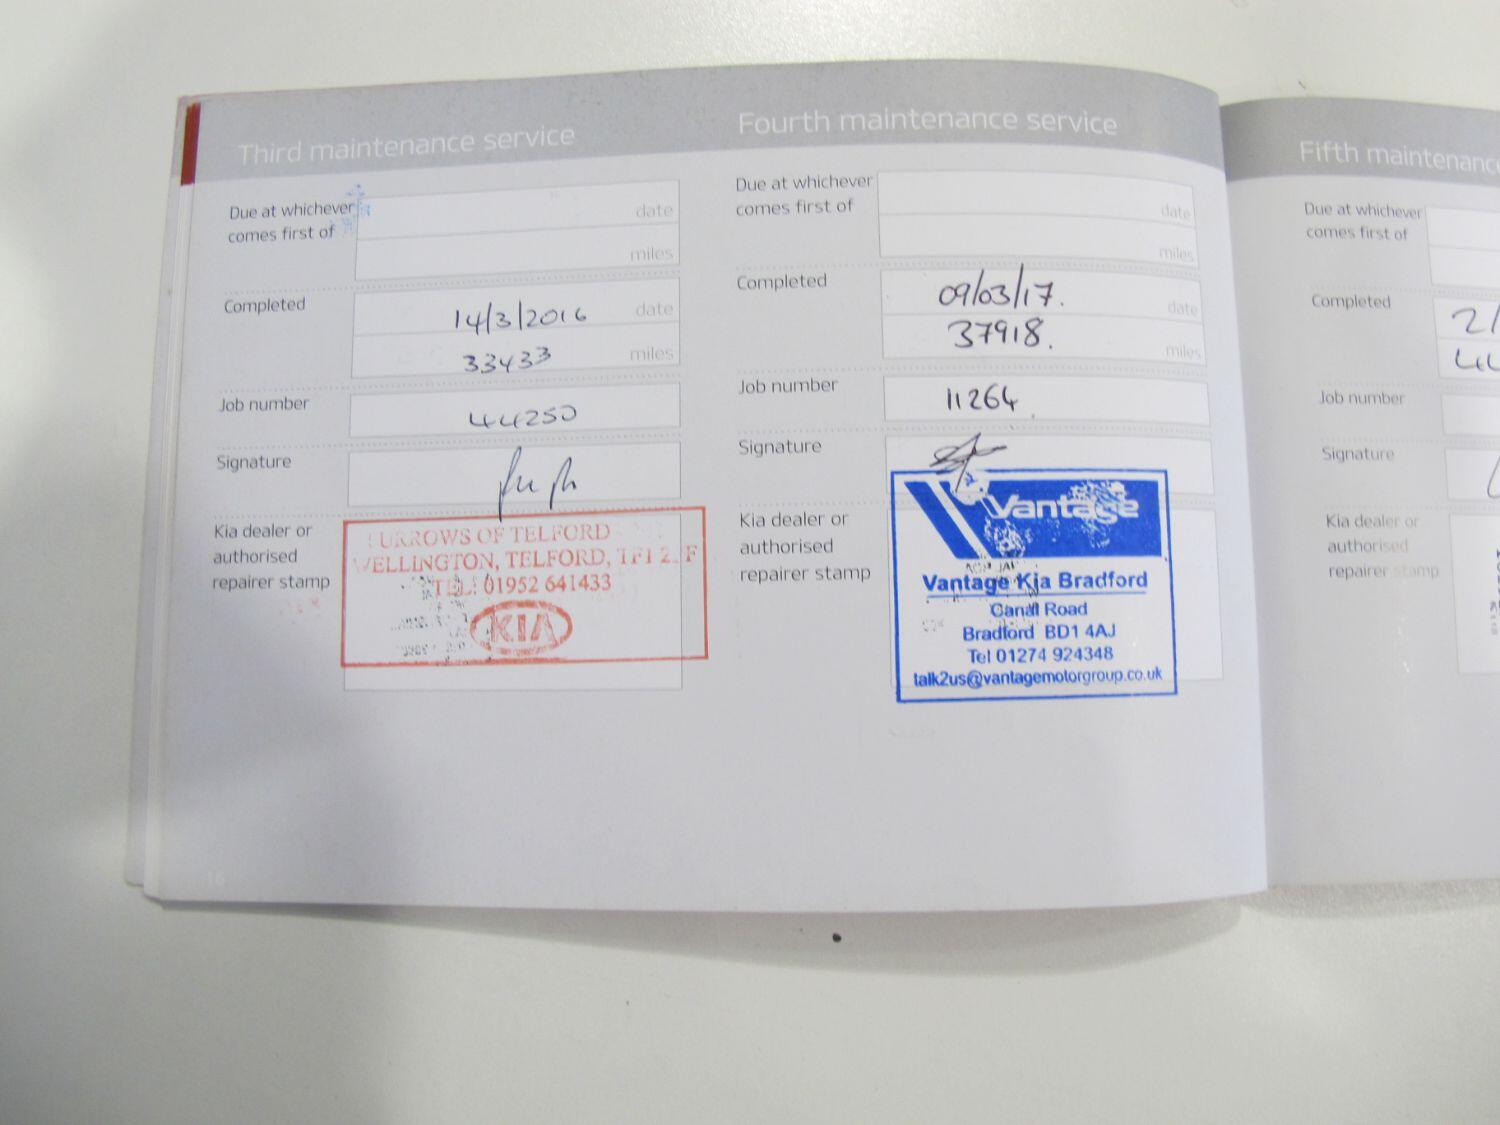 Third maintenance service
Due at whichever
comes first of
date
miles
Completed
14/3/2016 date
33433 miles
Job number
44250
Signature
Kia dealer or
authorised
repairer stamp
OF TELFORD
TELFORD,
TEL: 01952 641433
KIA
16
Fourth maintenance service
Due at whichever
comes first of
date
miles
Completed
09/03/17. date
37918. miles
Job number
11264
Signature
Kia dealer or
authorised
repairer stamp
Vantage
Vantage Kia Bradford
Canal Road
Bradford BD1 4AJ
Tel 01274 924348
talk2us@vantagemotorgroup.co.uk
Fifth
Due at whichever
comes first of
Completed
Job number
Signature
Kia dealer or
authorised
repairer stamp